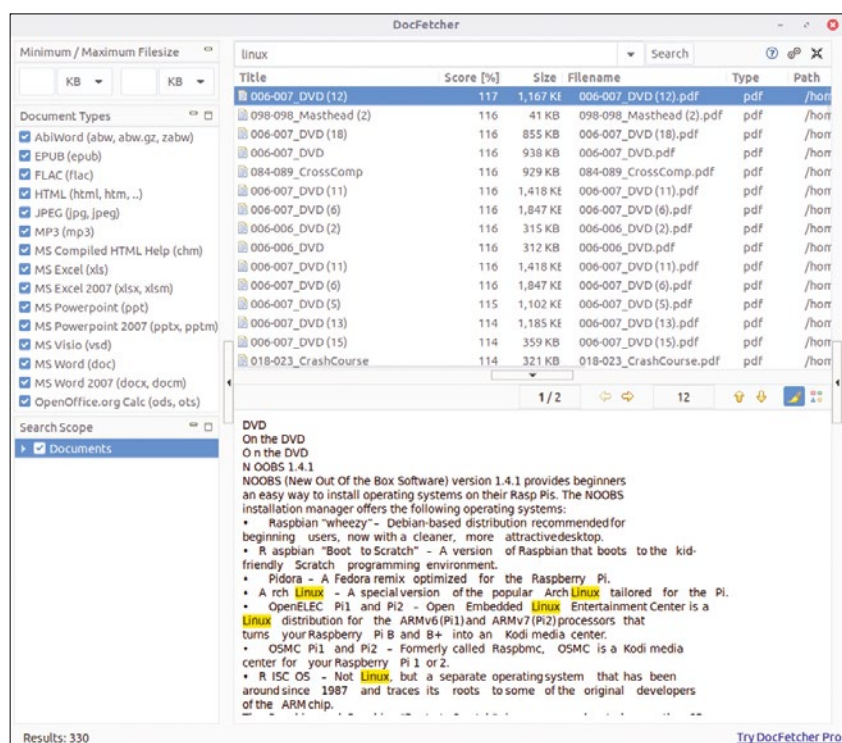 DocFetcher
Minimum / Maximum Filesize
KB KB
Document Types
AbiWord (abw, abw.gz, zabw)
EPUB (epub)
FLAC (flac)
HTML (html, htm, ..)
JPEG (jpg, jpeg)
MP3 (mp3)
MS Compiled HTML Help (chm)
MS Excel (xls)
MS Excel 2007 (xlsx, xlsm)
MS Powerpoint (ppt)
MS Powerpoint 2007 (pptx, pptm)
MS Visio (vsd)
MS Word (doc)
MS Word 2007 (docx, docm)
OpenOffice.org Calc (ods, ots)
Search Scope
Documents
linux Search
Title Score [%] Size Filename Type Path
006-007_DVD (12) 117 1,167 KE 006-007_DVD (12).pdf pdf /hom
098-098_Masthead (2) 116 41 KB 098-098_Masthead (2).pdf pdf /hom
006-007_DVD (18) 116 855 KB 006-007_DVD (18).pdf pdf /hom
006-007_DVD 116 938 KB 006-007_DVD.pdf pdf /hom
084-089_CrossComp 116 929 KB 084-089_CrossComp.pdf pdf /hom
006-007_DVD (11) 116 1,418 KE 006-007_DVD (11).pdf pdf /hom
006-007_DVD (6) 116 1,847 KE 006-007_DVD (6).pdf pdf /hom
006-006_DVD (2) 116 315 KB 006-006_DVD (2).pdf pdf /hom
006-006_DVD 116 312 KB 006-006_DVD.pdf pdf /hom
006-007_DVD (11) 116 1,418 KE 006-007_DVD (11).pdf pdf /hom
006-007_DVD (6) 116 1,847 KE 006-007_DVD (6).pdf pdf /hom
006-007_DVD (5) 115 1,102 KE 006-007_DVD (5).pdf pdf /hom
006-007_DVD (13) 114 1,185 KE 006-007_DVD (13).pdf pdf /hom
006-007_DVD (15) 114 359 KB 006-007_DVD (15).pdf pdf /hom
018-023_CrashCourse 114 321 KB 018-023_CrashCourse.pdf pdf /hom
1 / 2 12
DVD
On the DVD
O n the DVD
N OOBS 1.4.1
NOOBS (New Out Of the Box Software) version 1.4.1 provides beginners
an easy way to install operating systems on their Rasp Pis. The NOOBS
installation manager offers the following operating systems:
• Raspbian “wheezy”– Debian-based distribution recommended for
beginning users, now with a cleaner, more attractive desktop.
• R aspbian “Boot to Scratch” – A version of Raspbian that boots to the kid-
friendly Scratch programming environment.
• Pidora – A Fedora remix optimized for the Raspberry Pi.
• A rch Linux – A special version of the popular Arch Linux tailored for the Pi.
• OpenELEC Pi1 and Pi2 – Open Embedded Linux Entertainment Center is a
Linux distribution for the ARMv6 (Pi1) and ARMv7 (Pi2) processors that
turns your Raspberry Pi B and B+ into an Kodi media center.
• OSMC Pi1 and Pi2 – Formerly called Raspbmc, OSMC is a Kodi media
center for your Raspberry Pi 1 or 2.
• R ISC OS – Not Linux, but a separate operating system that has been
around since 1987 and traces its roots to some of the original developers
of the ARM chip.
Results: 330
Try DocFetcher Pro